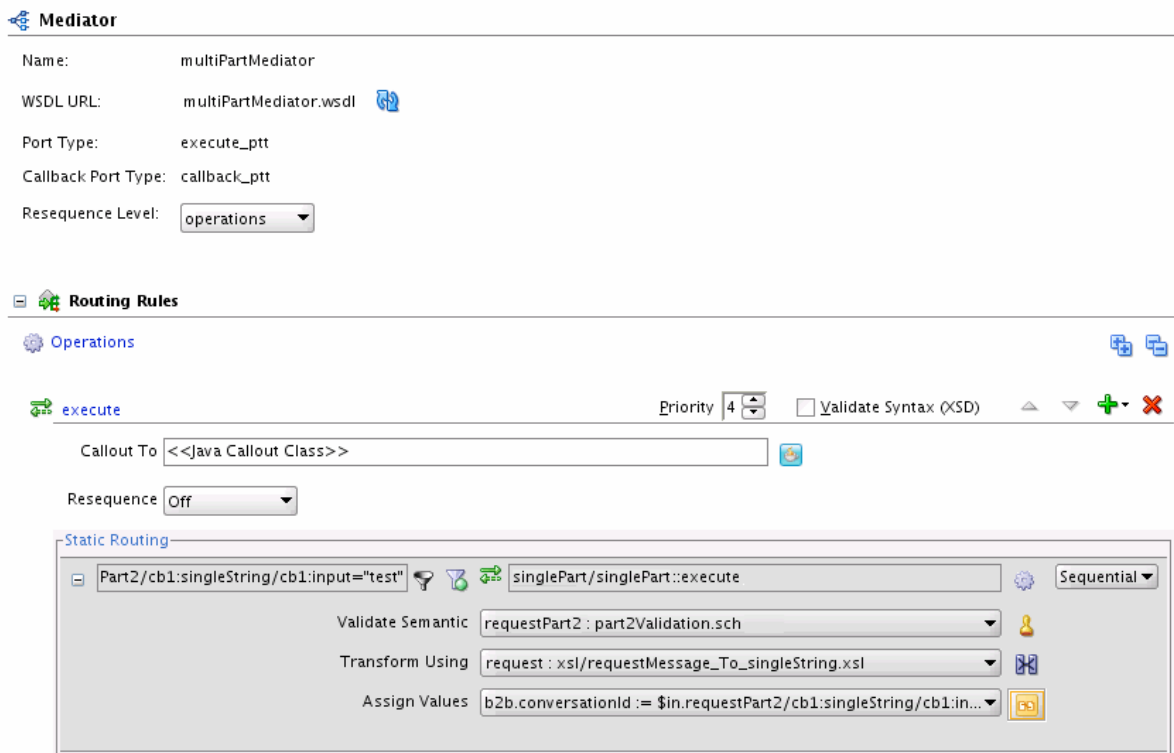 Mediator
Name: multiPartMediator
WSDL URL: multiPartMediator.wsdl
Port Type: execute_ptt
Callback Port Type: callback_ptt
Resequence Level: operations
Routing Rules
Operations
execute Priority 4 Validate Syntax (XSD)
Callout To <<Java Callout Class>>
Resequence Off
Static Routing
Part2/cb1:singleString/cb1:input="test" singlePart/singlePart::execute Sequential
Validate Semantic requestPart2 : part2Validation.sch
Transform Using request : xsl/requestMessage_To_singleString.xsl
Assign Values b2b.conversationId := $in.requestPart2/cb1:singleString/cb1:in...